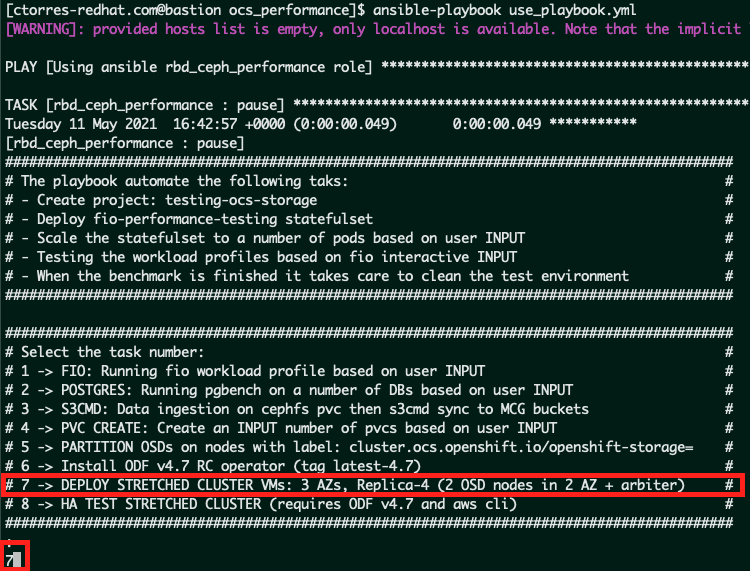 [ctorres-redhat.com@bastion ocs_performance]$ ansible-playbook use_playbook.yml
[WARNING]: provided hosts list is empty, only localhost is available. Note that the implicit
PLAY [Using ansible rbd_ceph_performance role] **********************************************
TASK [rbd_ceph_performance : pause] *********************************************************
Tuesday 11 May 2021  16:42:57 +0000 (0:00:00.049)       0:00:00.049 ***********
[rbd_ceph_performance : pause]
###########################################################################################
# The playbook automate the following taks:                                               #
# - Create project: testing-ocs-storage                                                   #
# - Deploy fio-performance-testing statefulset                                            #
# - Scale the statefulset to a number of pods based on user INPUT                         #
# - Testing the workload profiles based on fio interactive INPUT                          #
# - When the benchmark is finished it takes care to clean the test environment            #
###########################################################################################
###########################################################################################
# Select the task number:                                                                 #
# 1 -> FIO: Running fio workload profile based on user INPUT                              #
# 2 -> POSTGRES: Running pgbench on a number of DBs based on user INPUT                   #
# 3 -> S3CMD: Data ingestion on cephfs pvc then s3cmd sync to MCG buckets                 #
# 4 -> PVC CREATE: Create an INPUT number of pvcs based on user INPUT                     #
# 5 -> PARTITION OSDs on nodes with label: cluster.ocs.openshift.io/openshift-storage=    #
# 6 -> Install ODF v4.7 RC operator (tag latest-4.7)                                      #
# 7 -> DEPLOY STRETCHED CLUSTER VMs: 3 AZs, Replica-4 (2 OSD nodes in 2 AZ + arbiter)     #
# 8 -> HA TEST STRETCHED CLUSTER (requires ODF v4.7 and aws cli)                          #
###########################################################################################
:
7